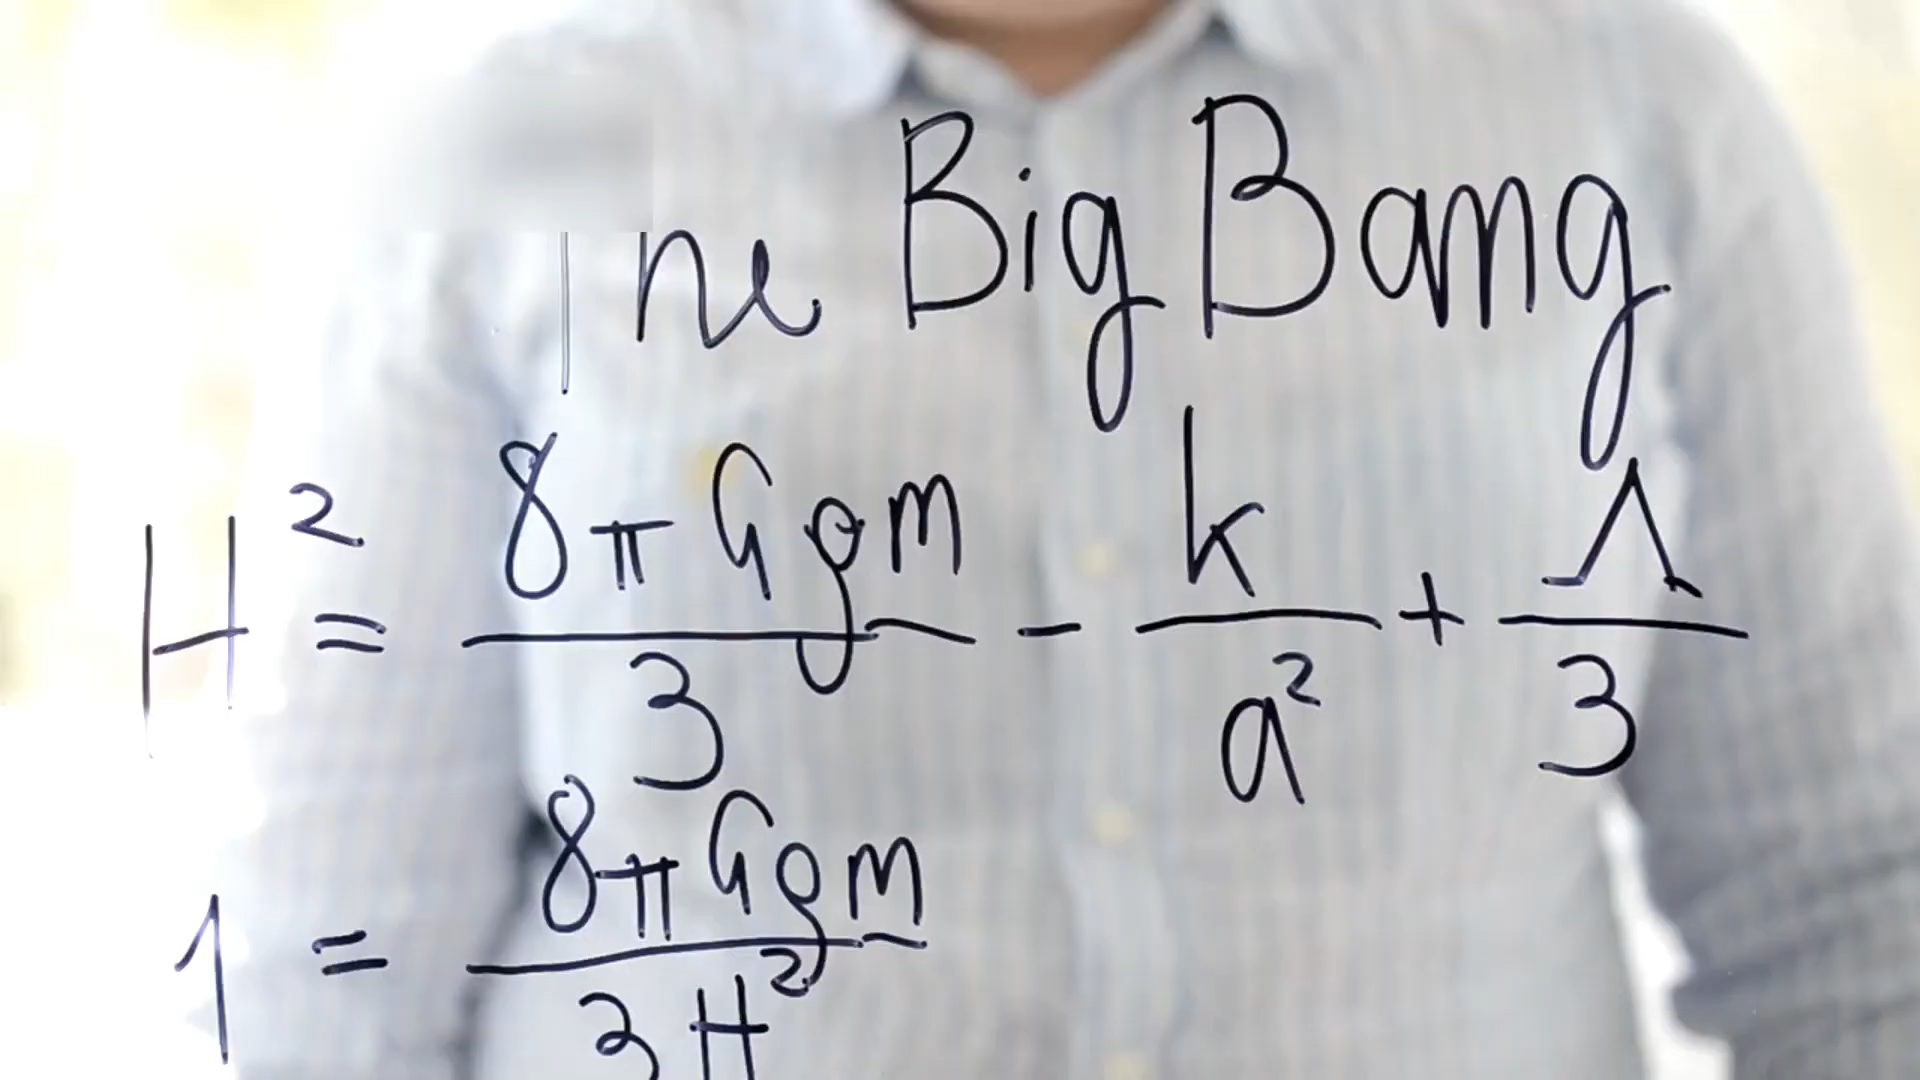 The Big Bang
H² = 8πGρm/3 - k/a² + Λ/3
1 = 8πGρm/3H²